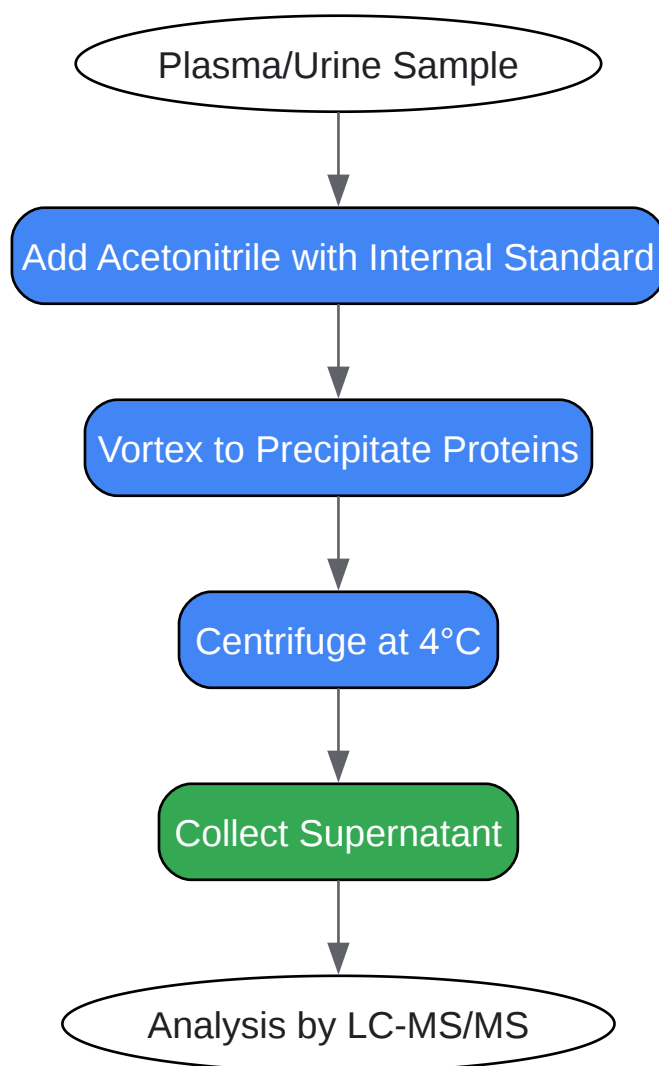 Plasma/Urine Sample
Add Acetonitrile with Internal Standard
Vortex to Precipitate Proteins
Centrifuge at 4°C
Collect Supernatant
Analysis by LC-MS/MS